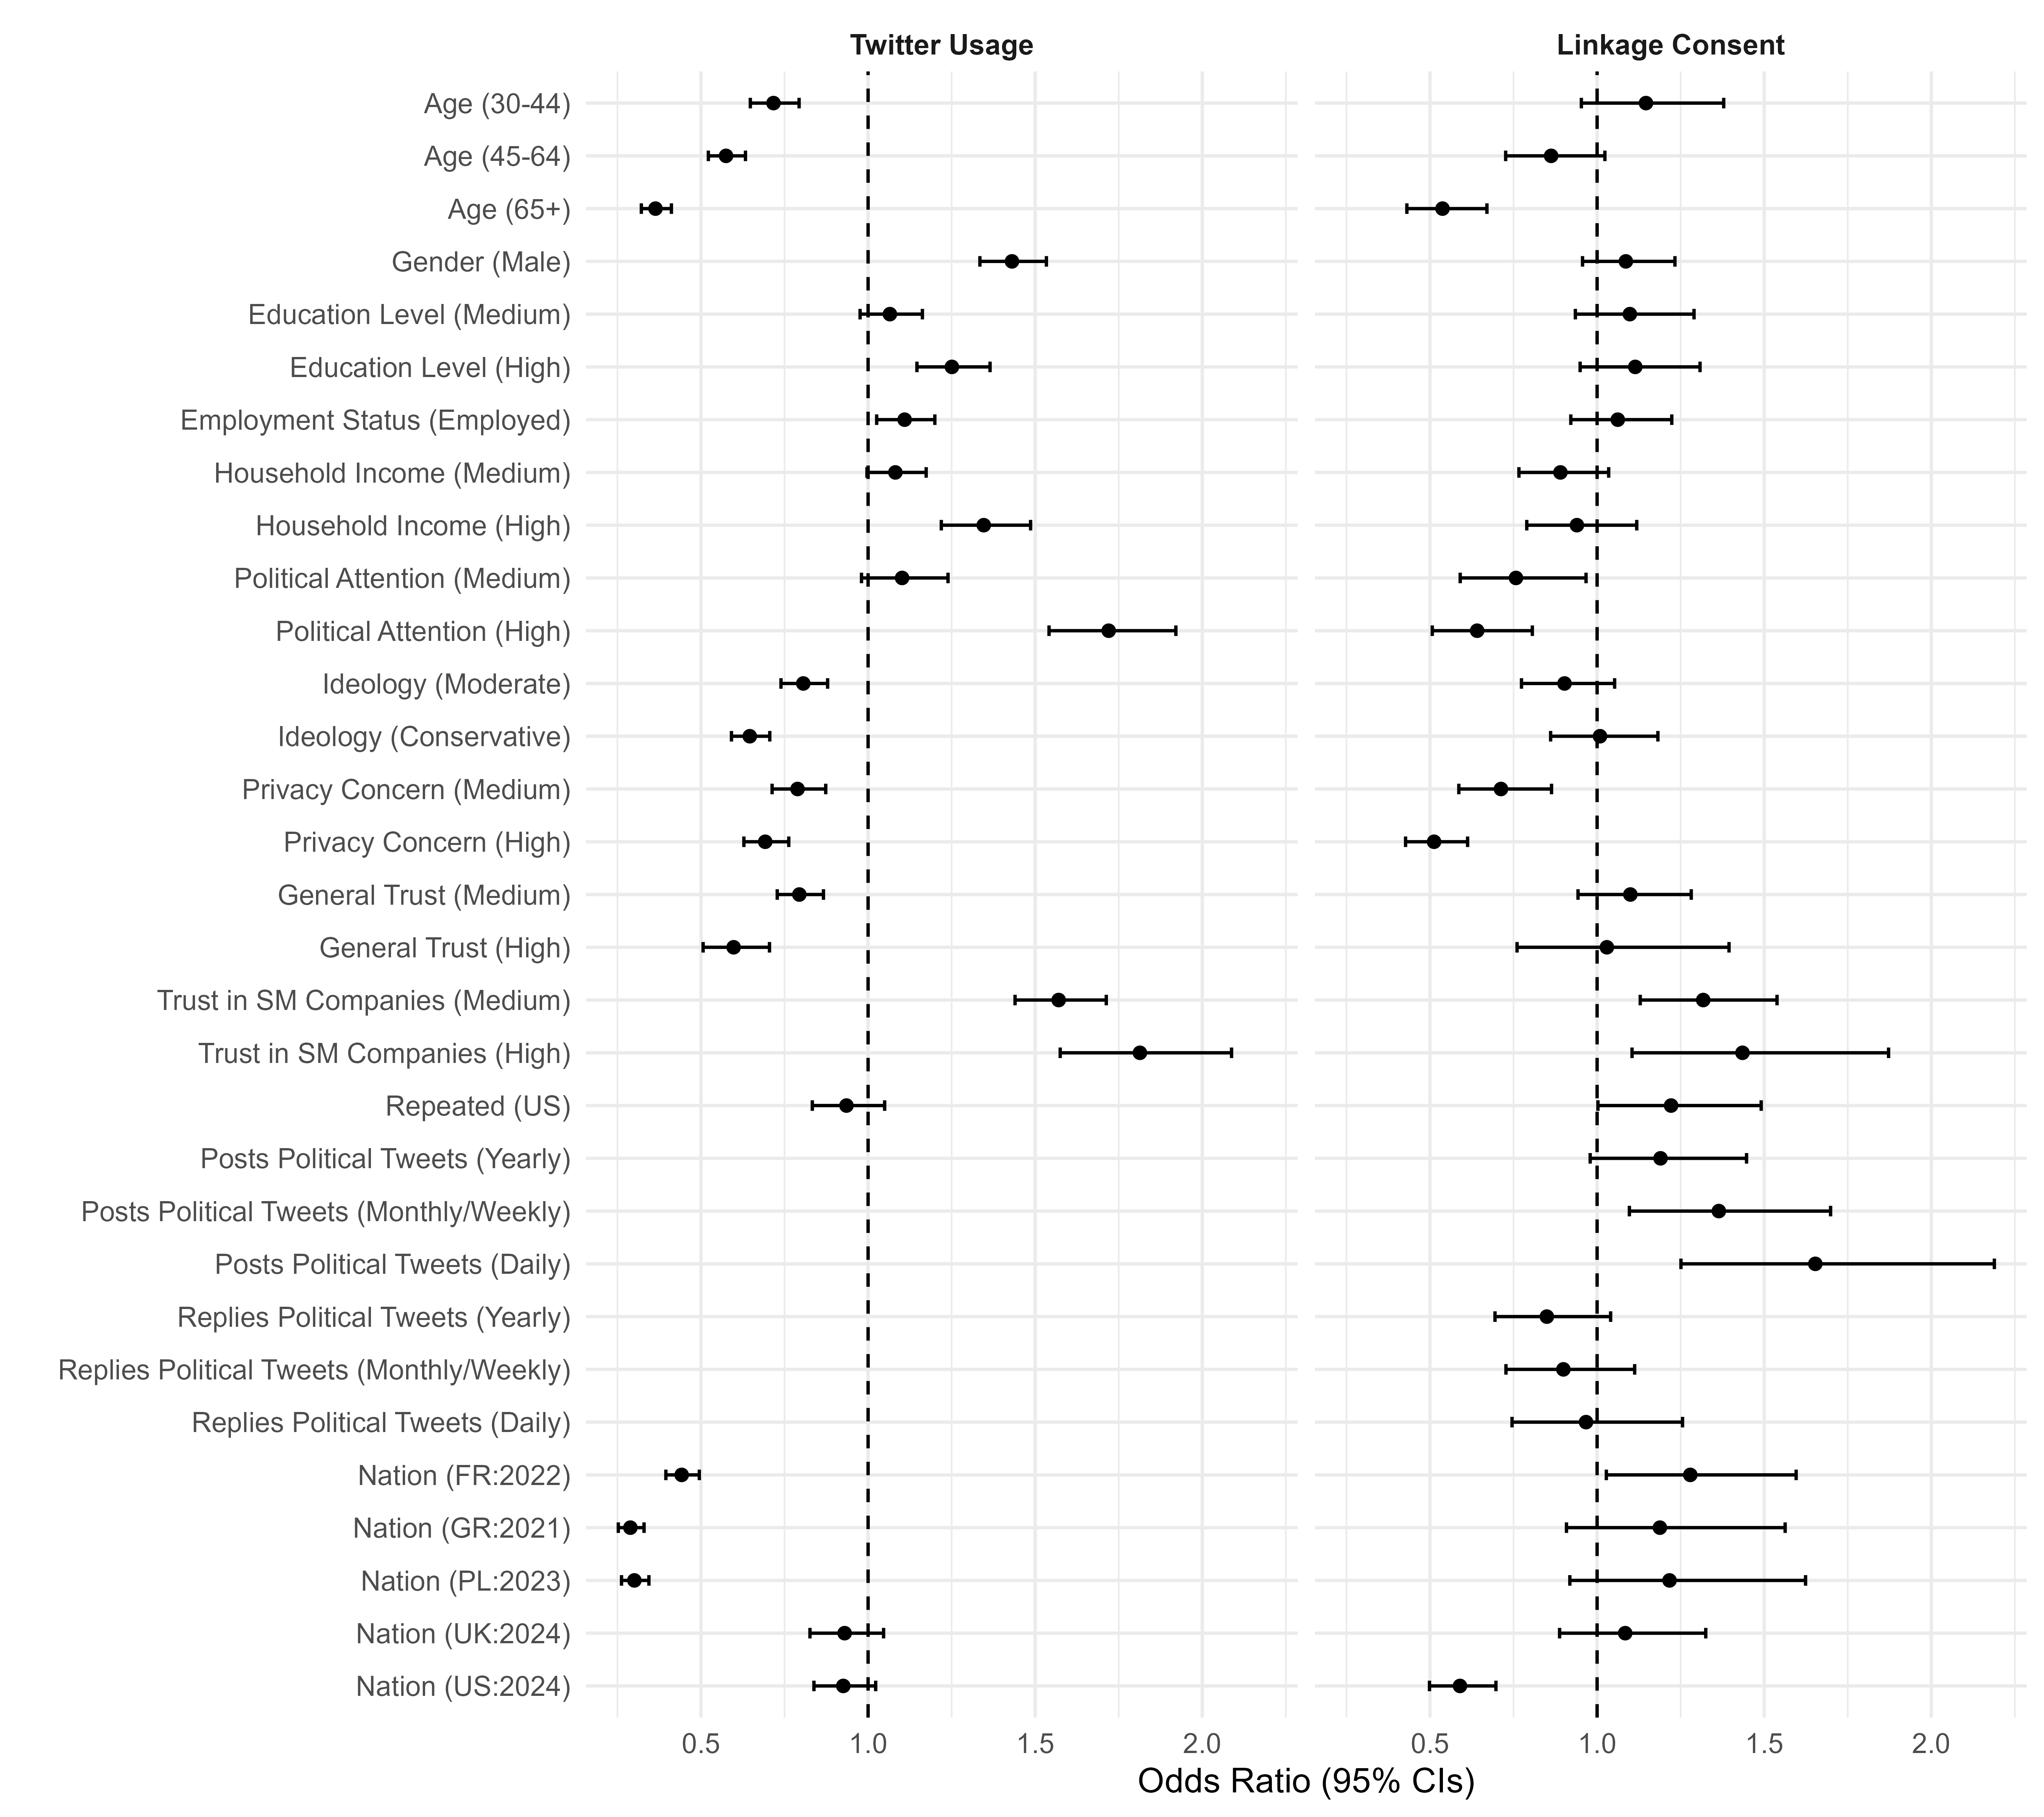 Twitter Usage
Linkage Consent
Age (30-44)
Age (45-64)
Age (65+)
Gender (Male)
Education Level (Medium)
Education Level (High)
Employment Status (Employed)
Household Income (Medium)
Household Income (High)
Political Attention (Medium)
Political Attention (High)
Ideology (Moderate)
Ideology (Conservative)
Privacy Concern (Medium)
Privacy Concern (High)
General Trust (Medium)
General Trust (High)
Trust in SM Companies (Medium)
Trust in SM Companies (High)
Repeated (US)
Posts Political Tweets (Yearly)
Posts Political Tweets (Monthly/Weekly)
Posts Political Tweets (Daily)
Replies Political Tweets (Yearly)
Replies Political Tweets (Monthly/Weekly)
Replies Political Tweets (Daily)
Nation (FR:2022)
Nation (GR:2021)
Nation (PL:2023)
Nation (UK:2024)
Nation (US:2024)
0.5 1.0 1.5 2.0 0.5 1.0 1.5 2.0
Odds Ratio (95% CIs)